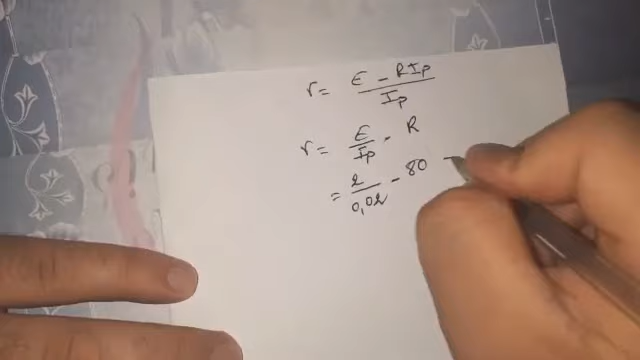 r = E - RIp / Ip
r = E / Ip - R
= 2 / 0,02 - 80